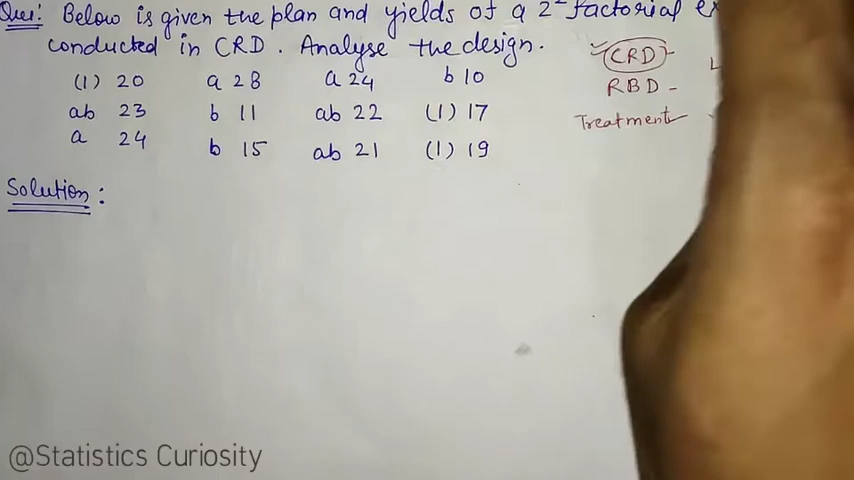 Que: Below is given the plan and yields of a 2² factorial
conducted in CRD. Analyse the design.
CRD
RBD -
Treatment
(1) 20 a 28 a 24 b 10
ab 23 b 11 ab 22 (1) 17
a 24 b 15 ab 21 (1) 19
Solution:
@Statistics Curiosity